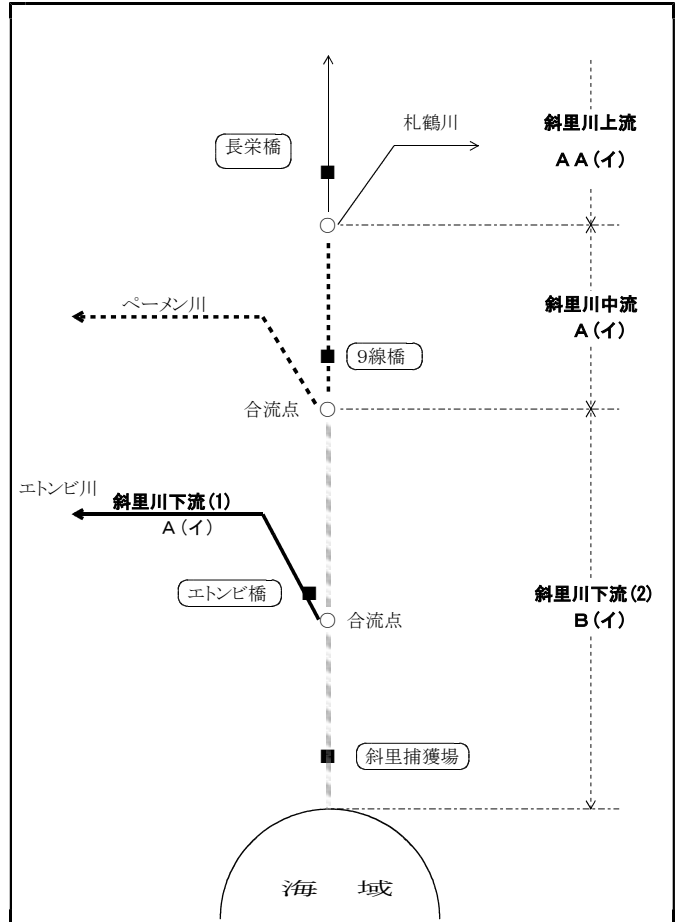 札鶴川
斜里川上流
長栄橋
AA(イ)
ペーメン川
斜里川中流
A(イ)
9線橋
合流点
エトンビ川
斜里川下流(1)
A(イ)
エトンビ橋
斜里川下流(2)
B(イ)
合流点
斜里捕獲場
海 域